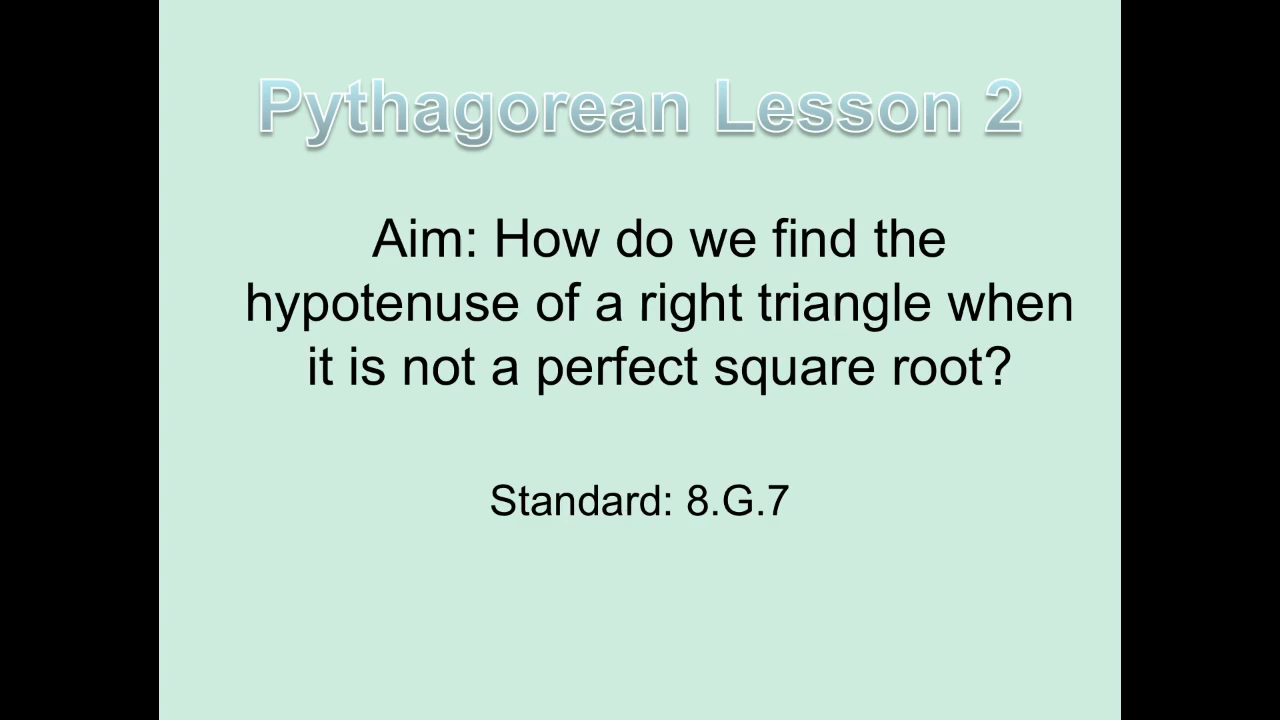 Pythagorean Lesson 2
Aim: How do we find the
hypotenuse of a right triangle when
it is not a perfect square root?
Standard: 8.G.7